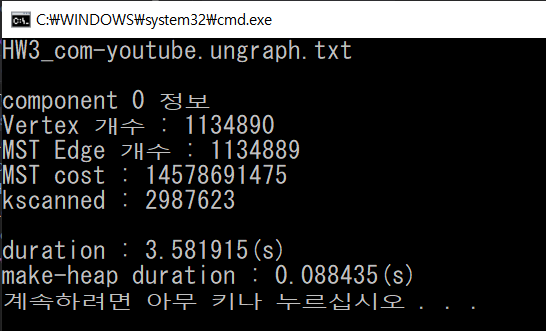 C:₩WINDOWS₩system32₩cmd.exe
HW3_com-youtube.ungraph.txt
component 0 정보
Vertex 개수 : 1134890
MST Edge 개수 : 1134889
MST cost : 14578691475
kscanned : 2987623
duration : 3.581915(s)
make-heap duration : 0.088435(s)
계속하려면 아무 키나 누르십시오 . . .